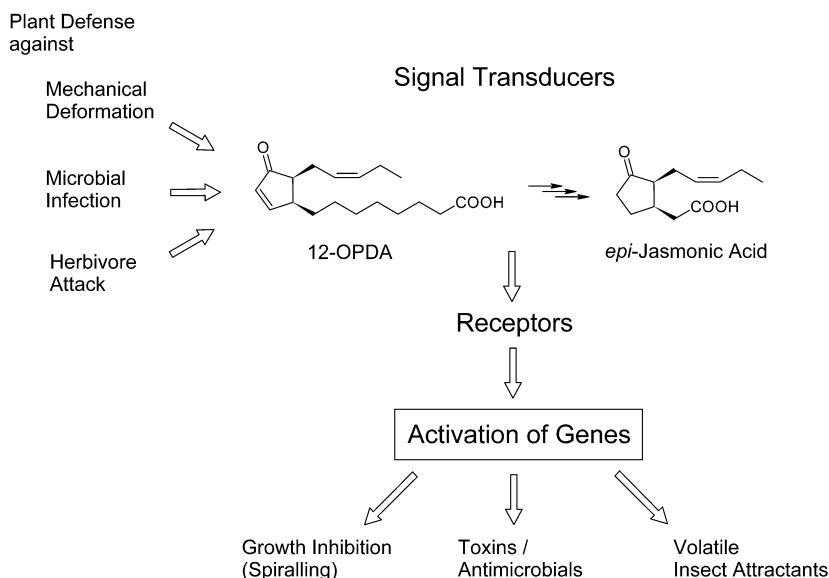 Plant Defense
against
Mechanical
Deformation
Microbial
Infection
Herbivore
Attack
Signal Transducers
O
COOH
12-OPDA
O
COOH
epi-Jasmonic Acid
Receptors
Activation of Genes
Growth Inhibition
(Spiralling)
Toxins /
Antimicrobials
Volatile
Insect Attractants